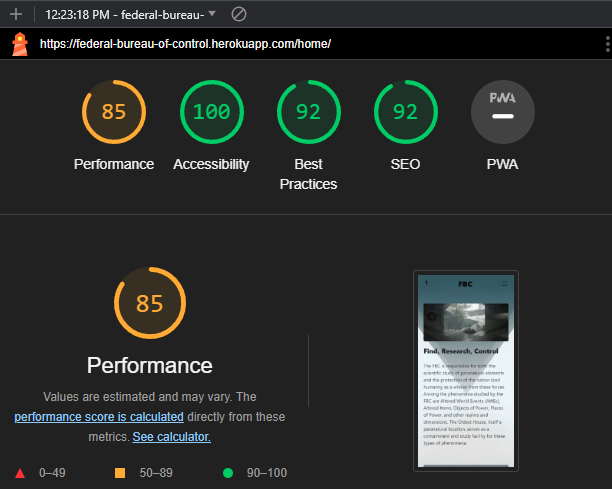 12:23:18 PM - federal-bureau-
https://federal-bureau-of-control.herokuapp.com/home/
85 100 92 92 PWA
Performance Accessibility Best Practices SEO PWA
85
Performance
Values are estimated and may vary. The
performance score is calculated directly from these
metrics. See calculator.
0–49 50–89 90–100
FBC
Find, Research, Control
The FBC is responsible for both the
scientific study of paranatural elements
and the protection of the nation (and
humanity as a whole) from these forces.
Among the phenomena studied by the
FBC are Altered World Events (AWEs),
Altered Items, Objects of Power, Places
of Power, and other realms and
dimensions. The Oldest House, itself a
paranatural location, serves as a
containment and study facility for these
types of phenomena.